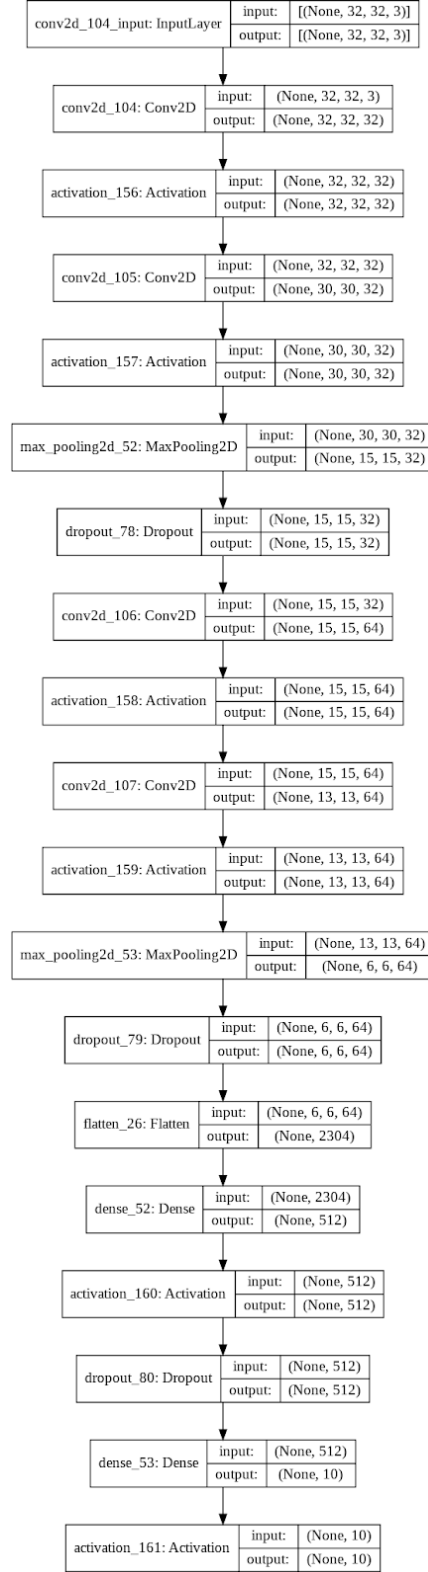 conv2d_104_input: InputLayer
input: [(None, 32, 32, 3)]
output: [(None, 32, 32, 3)]
conv2d_104: Conv2D
input: (None, 32, 32, 3)
output: (None, 32, 32, 32)
activation_156: Activation
input: (None, 32, 32, 32)
output: (None, 32, 32, 32)
conv2d_105: Conv2D
input: (None, 32, 32, 32)
output: (None, 30, 30, 32)
activation_157: Activation
input: (None, 30, 30, 32)
output: (None, 30, 30, 32)
max_pooling2d_52: MaxPooling2D
input: (None, 30, 30, 32)
output: (None, 15, 15, 32)
dropout_78: Dropout
input: (None, 15, 15, 32)
output: (None, 15, 15, 32)
conv2d_106: Conv2D
input: (None, 15, 15, 32)
output: (None, 15, 15, 64)
activation_158: Activation
input: (None, 15, 15, 64)
output: (None, 15, 15, 64)
conv2d_107: Conv2D
input: (None, 15, 15, 64)
output: (None, 13, 13, 64)
activation_159: Activation
input: (None, 13, 13, 64)
output: (None, 13, 13, 64)
max_pooling2d_53: MaxPooling2D
input: (None, 13, 13, 64)
output: (None, 6, 6, 64)
dropout_79: Dropout
input: (None, 6, 6, 64)
output: (None, 6, 6, 64)
flatten_26: Flatten
input: (None, 6, 6, 64)
output: (None, 2304)
dense_52: Dense
input: (None, 2304)
output: (None, 512)
activation_160: Activation
input: (None, 512)
output: (None, 512)
dropout_80: Dropout
input: (None, 512)
output: (None, 512)
dense_53: Dense
input: (None, 512)
output: (None, 10)
activation_161: Activation
input: (None, 10)
output: (None, 10)